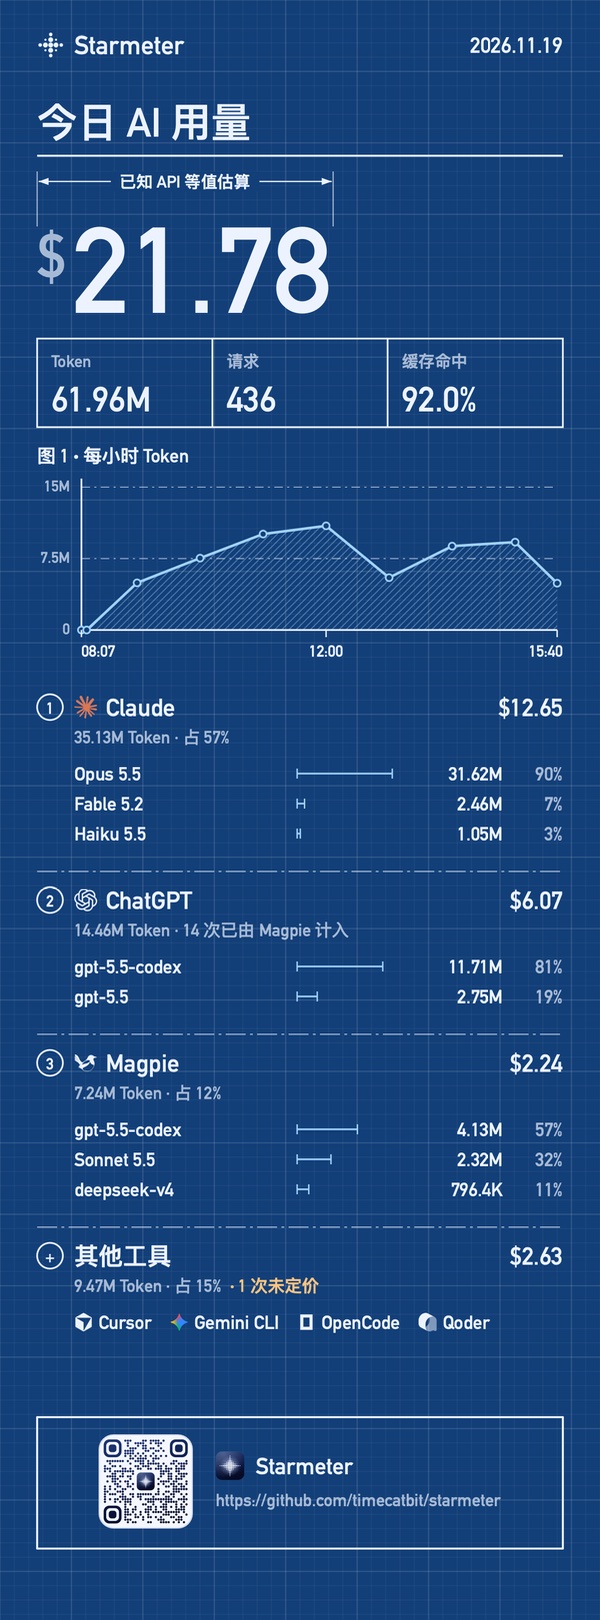 Starmeter 2026.11.19
今日 AI 用量
已知 API 等值估算
$21.78
Token 请求 缓存命中
61.96M 436 92.0%
图 1 · 每小时 Token
15M
7.5M
0
08:07 12:00 15:40
1 Claude $12.65
35.13M Token · 占 57%
Opus 5.5 31.62M 90%
Fable 5.2 2.46M 7%
Haiku 5.5 1.05M 3%
2 ChatGPT $6.07
14.46M Token · 14 次已由 Magpie 计入
gpt-5.5-codex 11.71M 81%
gpt-5.5 2.75M 19%
3 Magpie $2.24
7.24M Token · 占 12%
gpt-5.5-codex 4.13M 57%
Sonnet 5.5 2.32M 32%
deepseek-v4 796.4K 11%
+ 其他工具 $2.63
9.47M Token · 占 15% · 1 次未定价
Cursor Gemini CLI OpenCode Qoder
Starmeter
https://github.com/timecatbit/starmeter